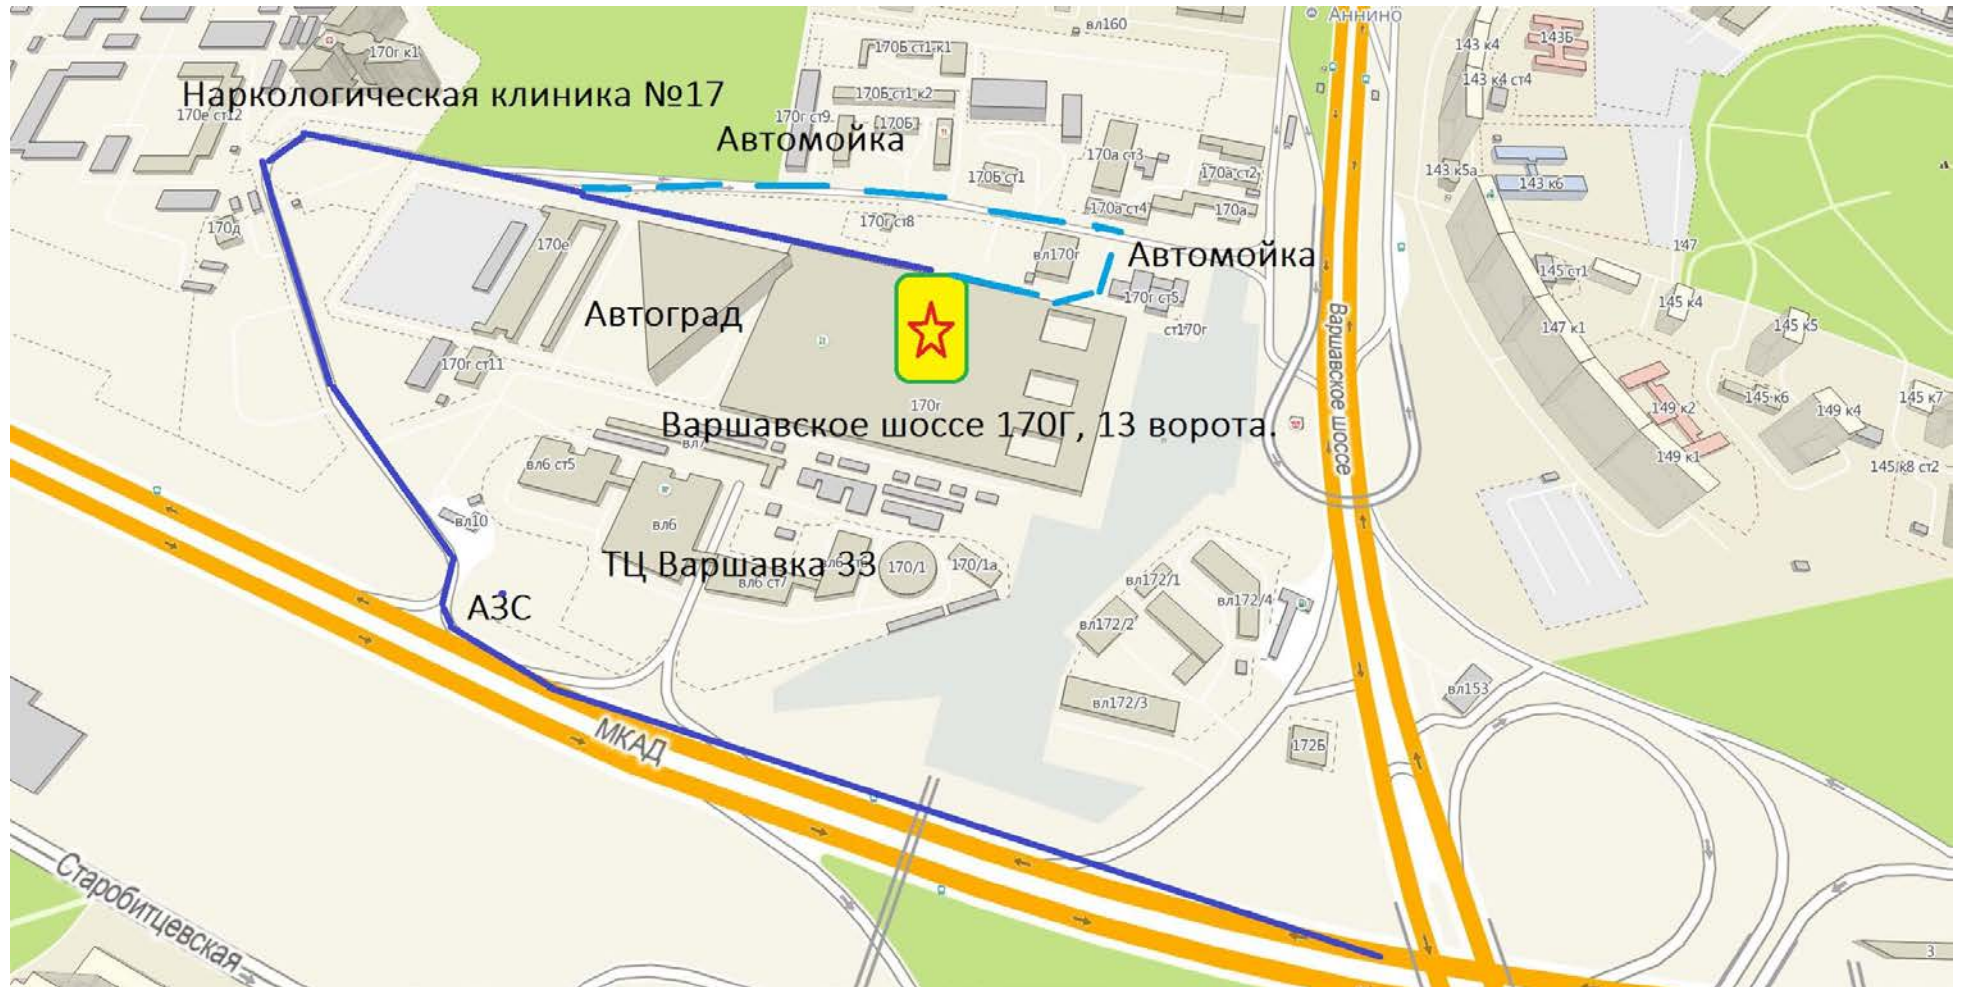 Аннино
вл160
143 к4
143Б
170г к1
170Б ст1 к1
143 к4 ст4
Наркологическая клиника №17
170Б ст1 к2
170е ст12
170г ст9
170Б
Автомойка
170а ст3
170Б ст1
170а ст2
143 к5а
143 к6
170а ст4
170а
170д
170г ст8
170е
147
вл170г
Автомойка
145 ст1
170г ст5
145 к4
Автоград
ст170г
Варшавское шоссе
147 к1
145 к5
170г ст11
170г
145 к6
145 к7
149 к2
149 к4
Варшавское шоссе 170Г, 13 ворота.
вл7
149 к1
вл6 ст5
145 к8 ст2
вл10
вл6
ТЦ Варшавка 33
170/1
170/1а
вл6 ст7
вл172/1
АЗС
вл172/4
вл172/2
вл153
вл172/3
МКАД
172Б
Старобитцевская
3